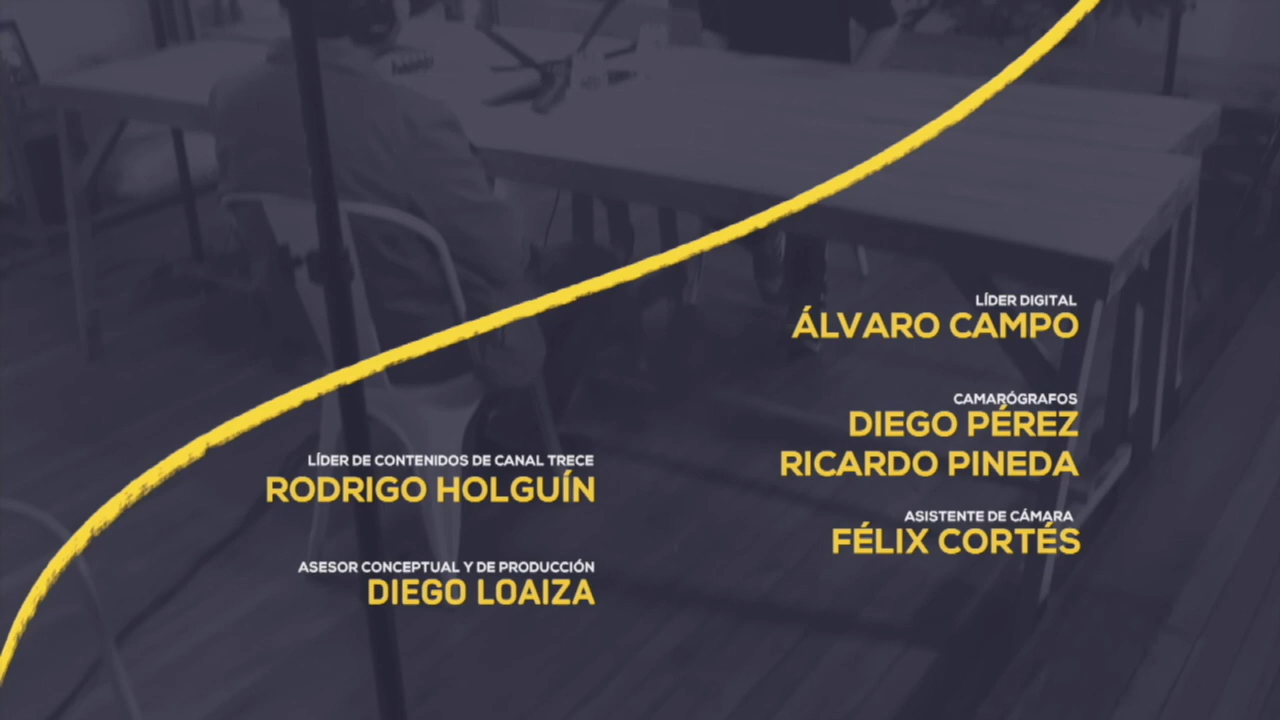 LÍDER DE CONTENIDOS DE CANAL TRECE
RODRIGO HOLGUÍN
ASESOR CONCEPTUAL Y DE PRODUCCIÓN
DIEGO LOAIZA
LÍDER DIGITAL
ÁLVARO CAMPO
CAMARÓGRAFOS
DIEGO PÉREZ
RICARDO PINEDA
ASISTENTE DE CÁMARA
FÉLIX CORTÉS